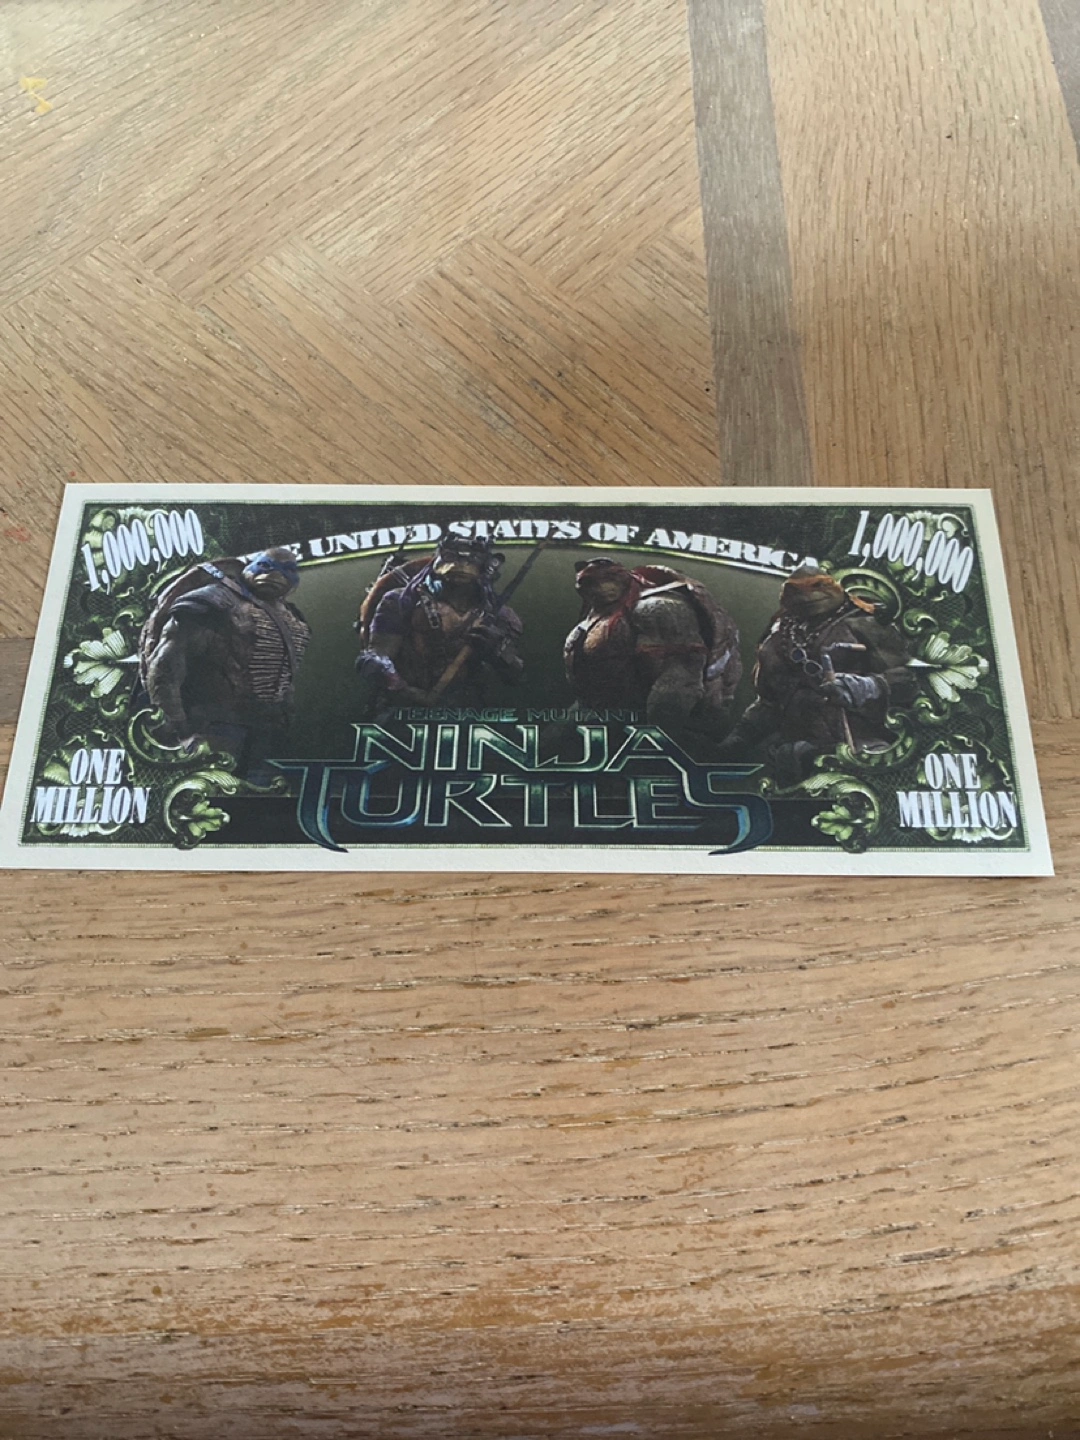 1,000,000
THE UNITED STATES OF AMERICA
1,000,000
TEENAGE MUTANT
NINJA
TURTLES
ONE
MILLION
ONE
MILLION